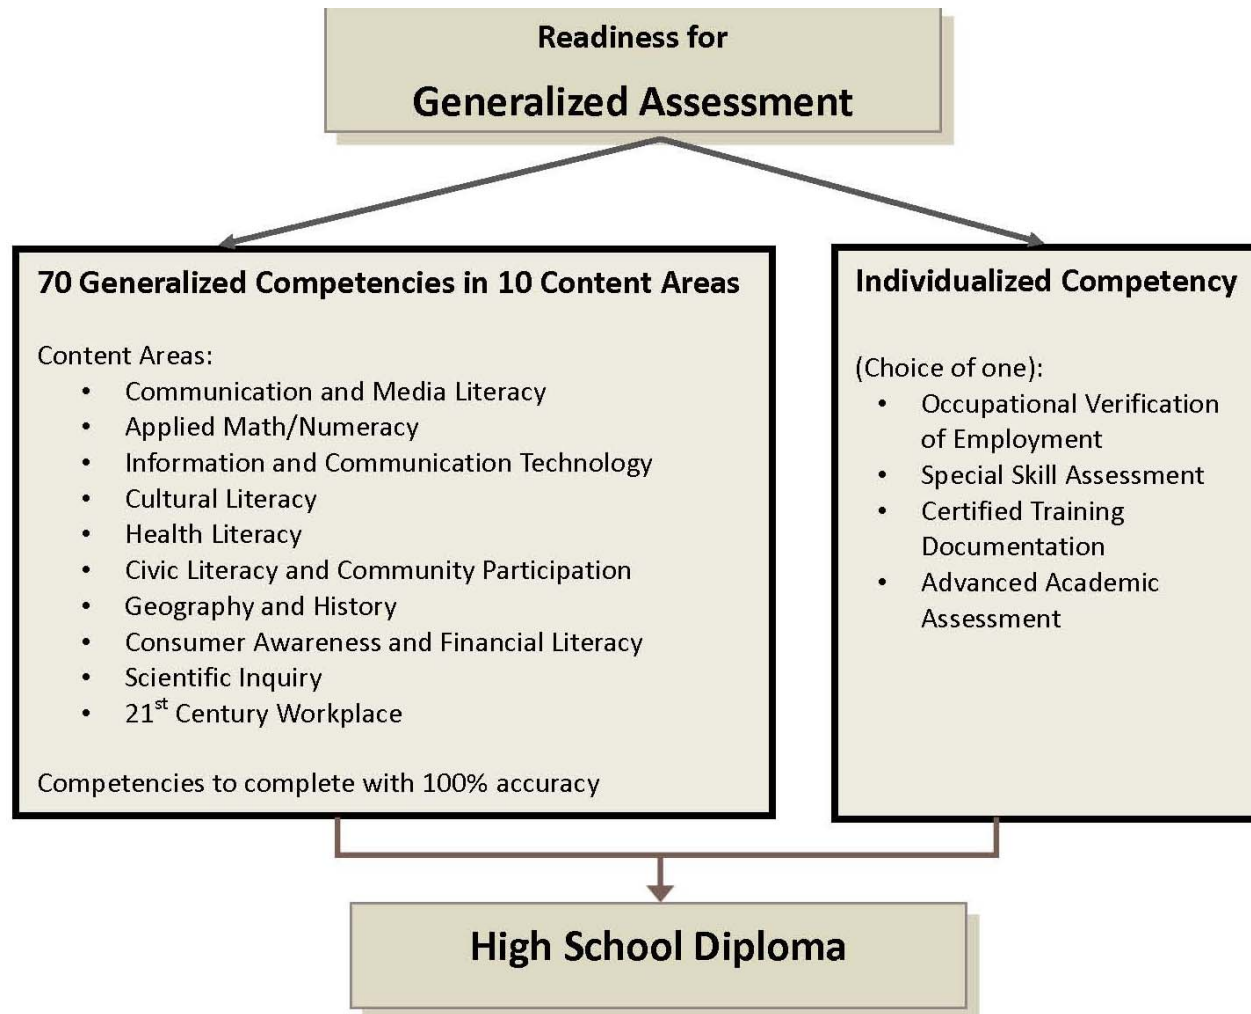 Readiness for
Generalized Assessment
70 Generalized Competencies in 10 Content Areas
Content Areas:
• Communication and Media Literacy
• Applied Math/Numeracy
• Information and Communication Technology
• Cultural Literacy
• Health Literacy
• Civic Literacy and Community Participation
• Geography and History
• Consumer Awareness and Financial Literacy
• Scientific Inquiry
• 21st Century Workplace
Competencies to complete with 100% accuracy
Individualized Competency
(Choice of one):
• Occupational Verification
of Employment
• Special Skill Assessment
• Certified Training
Documentation
• Advanced Academic
Assessment
High School Diploma